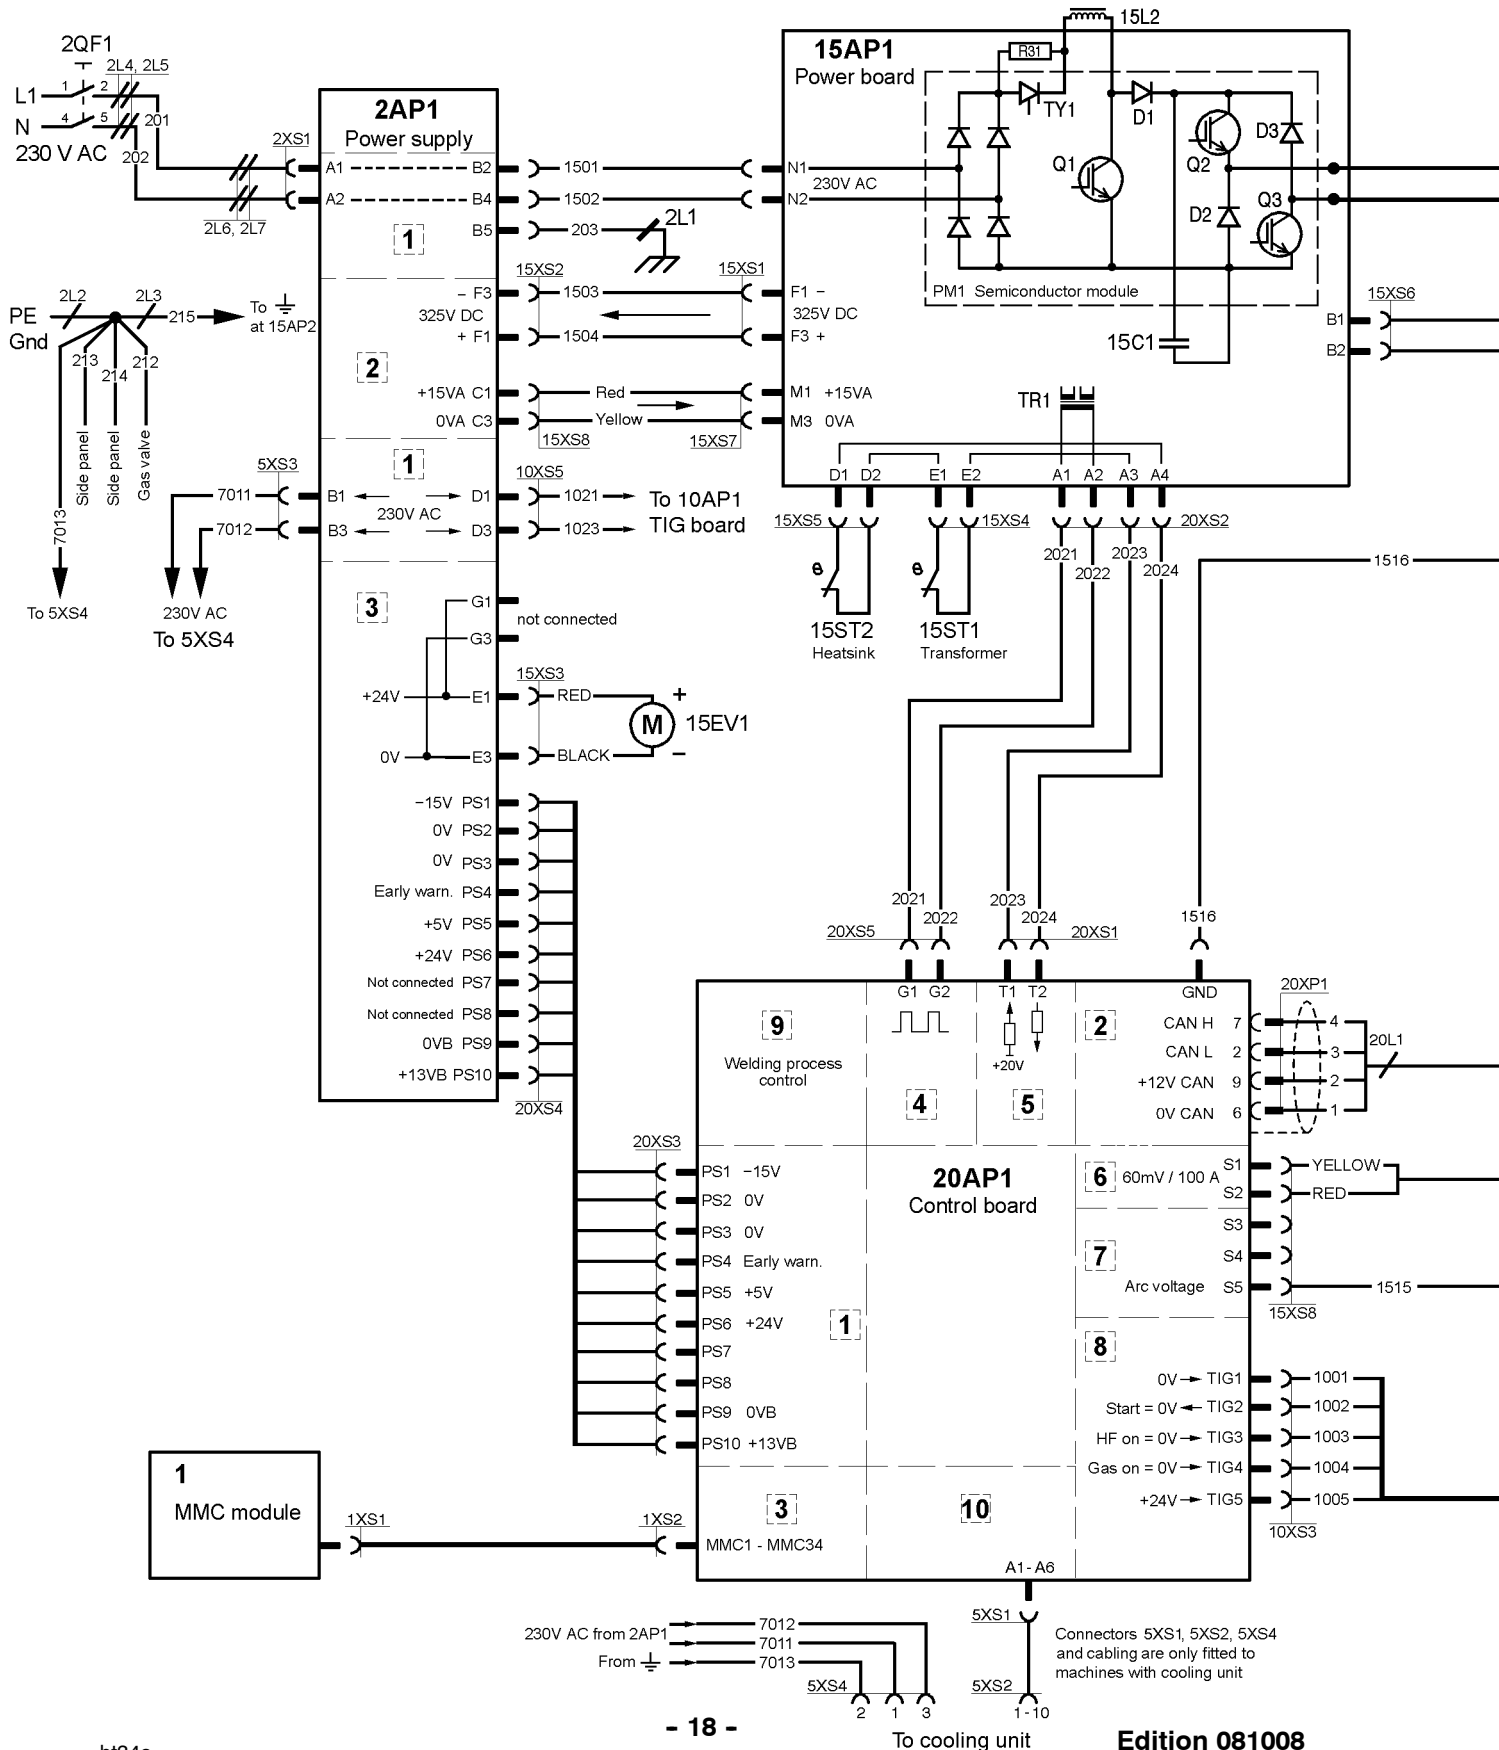 2QF1
2L4, 2L5
L1 1 2
N 4 5
201
230 V AC
202
2XS1
2L6, 2L7
2AP1
Power supply
A1 B2 1501
A2 B4 1502
1
B5 203 2L1
15XS2 15XS1
− F3 1503
325V DC
+ F1 1504
2
+15VA C1 Red
0VA C3 Yellow
15XS8 15XS7
15L2
15AP1
Power board
R31
TY1
D1
D3
Q1
Q2
D2
Q3
N1
230V AC
N2
PM1 Semiconductor module
F1 −
325V DC
F3 +
15C1
15XS6
B1
B2
M1 +15VA
M3 0VA
TR1
D1 D2 E1 E2 A1 A2 A3 A4
15XS5 15XS4 20XS2
2021 2022 2023 2024
1516
15ST2
Heatsink
15ST1
Transformer
PE
Gnd
2L2 2L3
215
To
at 15AP2
213
214
212
Side panel
Side panel
Gas valve
7013
To 5XS4
5XS3
7011
7012
230V AC
To 5XS4
1
B1 D1
230V AC
B3 D3
10XS5
1021
1023
To 10AP1
TIG board
3
G1
not connected
G3
15XS3
+24V E1 RED
+
M 15EV1
−
0V E3 BLACK
−15V PS1
0V PS2
0V PS3
Early warn. PS4
+5V PS5
+24V PS6
Not connected PS7
Not connected PS8
0VB PS9
+13VB PS10
20XS4
2021 2022 2023 2024
1516
20XS5 20XS1
G1 G2 T1 T2 GND
+20V
9
Welding process
control
4
5
2
20XP1
CAN H 7 4
CAN L 2 3
+12V CAN 9 2
0V CAN 6 1
20L1
20XS3
20AP1
Control board
PS1 −15V
PS2 0V
PS3 0V
PS4 Early warn.
PS5 +5V
PS6 +24V
PS7
PS8
PS9 0VB
PS10 +13VB
1
6 60mV / 100 A
S1 YELLOW
S2 RED
S3
7
S4
Arc voltage S5 1515
15XS8
8
0V TIG1 1001
Start = 0V TIG2 1002
HF on = 0V TIG3 1003
Gas on = 0V TIG4 1004
+24V TIG5 1005
10XS3
1
MMC module
1XS1 1XS2
3
MMC1 - MMC34
10
A1 - A6
5XS1
5XS2
1 - 10
230V AC from 2AP1
7012
7011
From 7013
5XS4
2 1 3
Connectors 5XS1, 5XS2, 5XS4
and cabling are only fitted to
machines with cooling unit
To cooling unit
- 18 -
Edition 081008